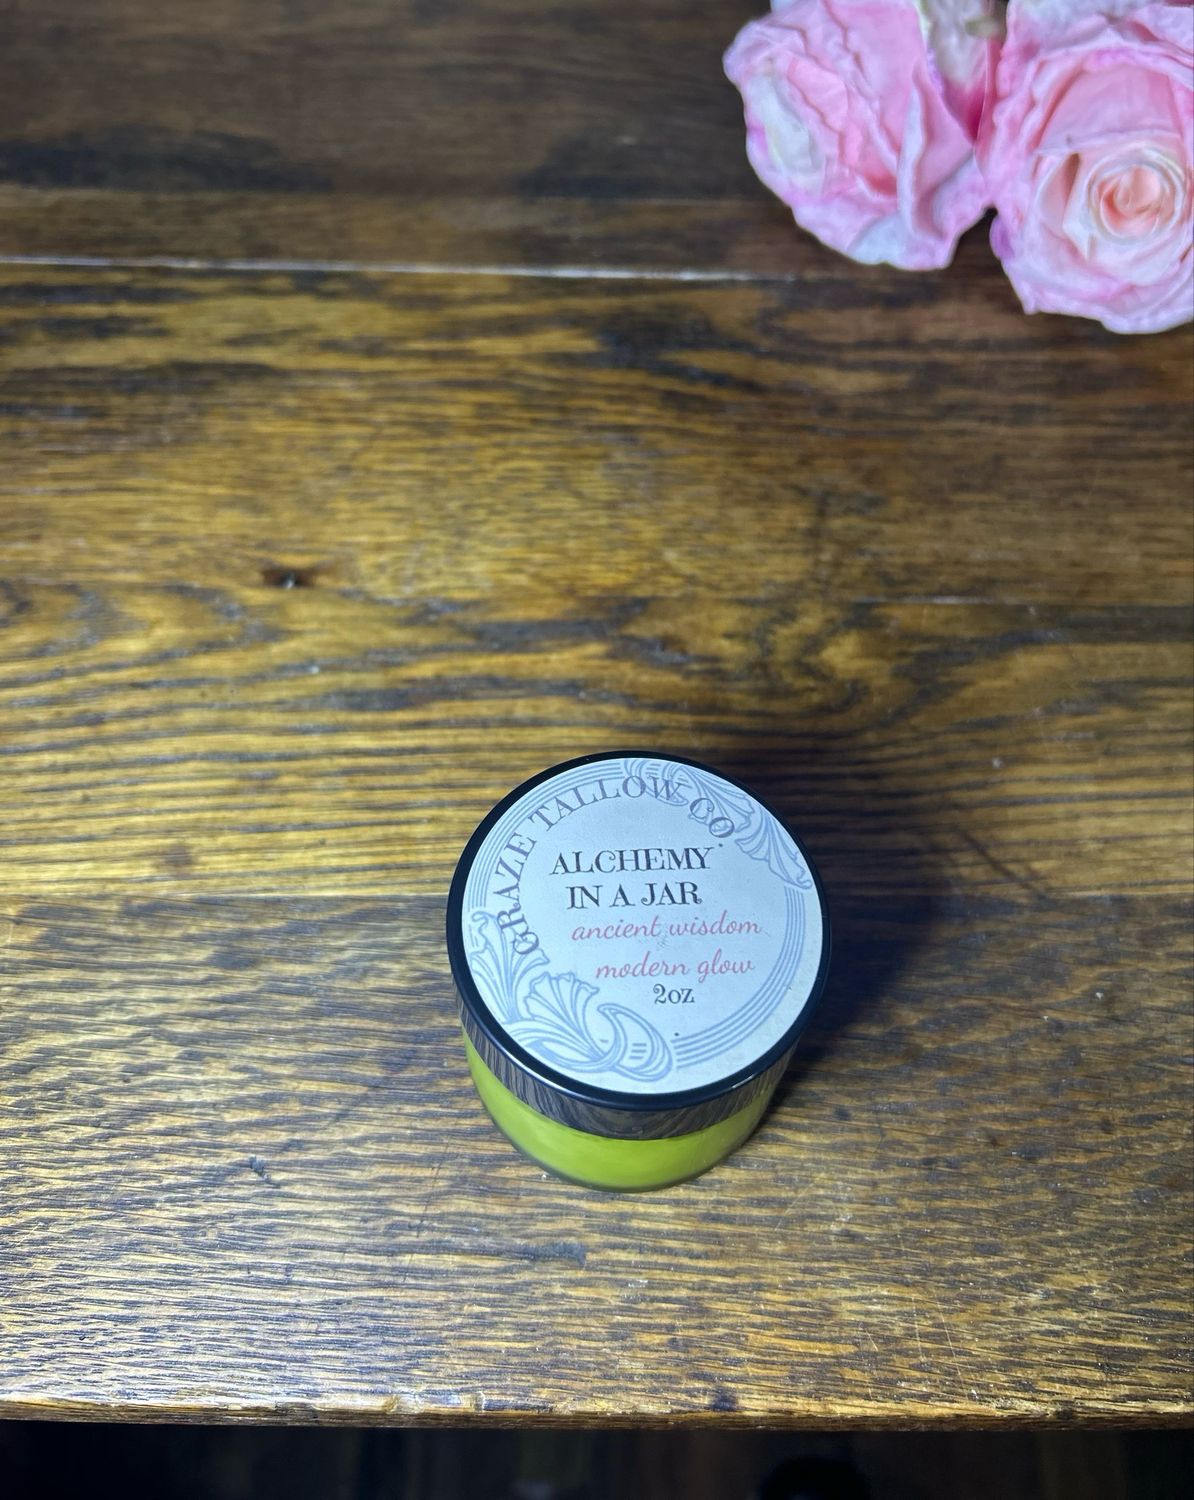 GRAZE TALLOW CO
ALCHEMY
IN A JAR
ancient wisdom
modern glow
2oz